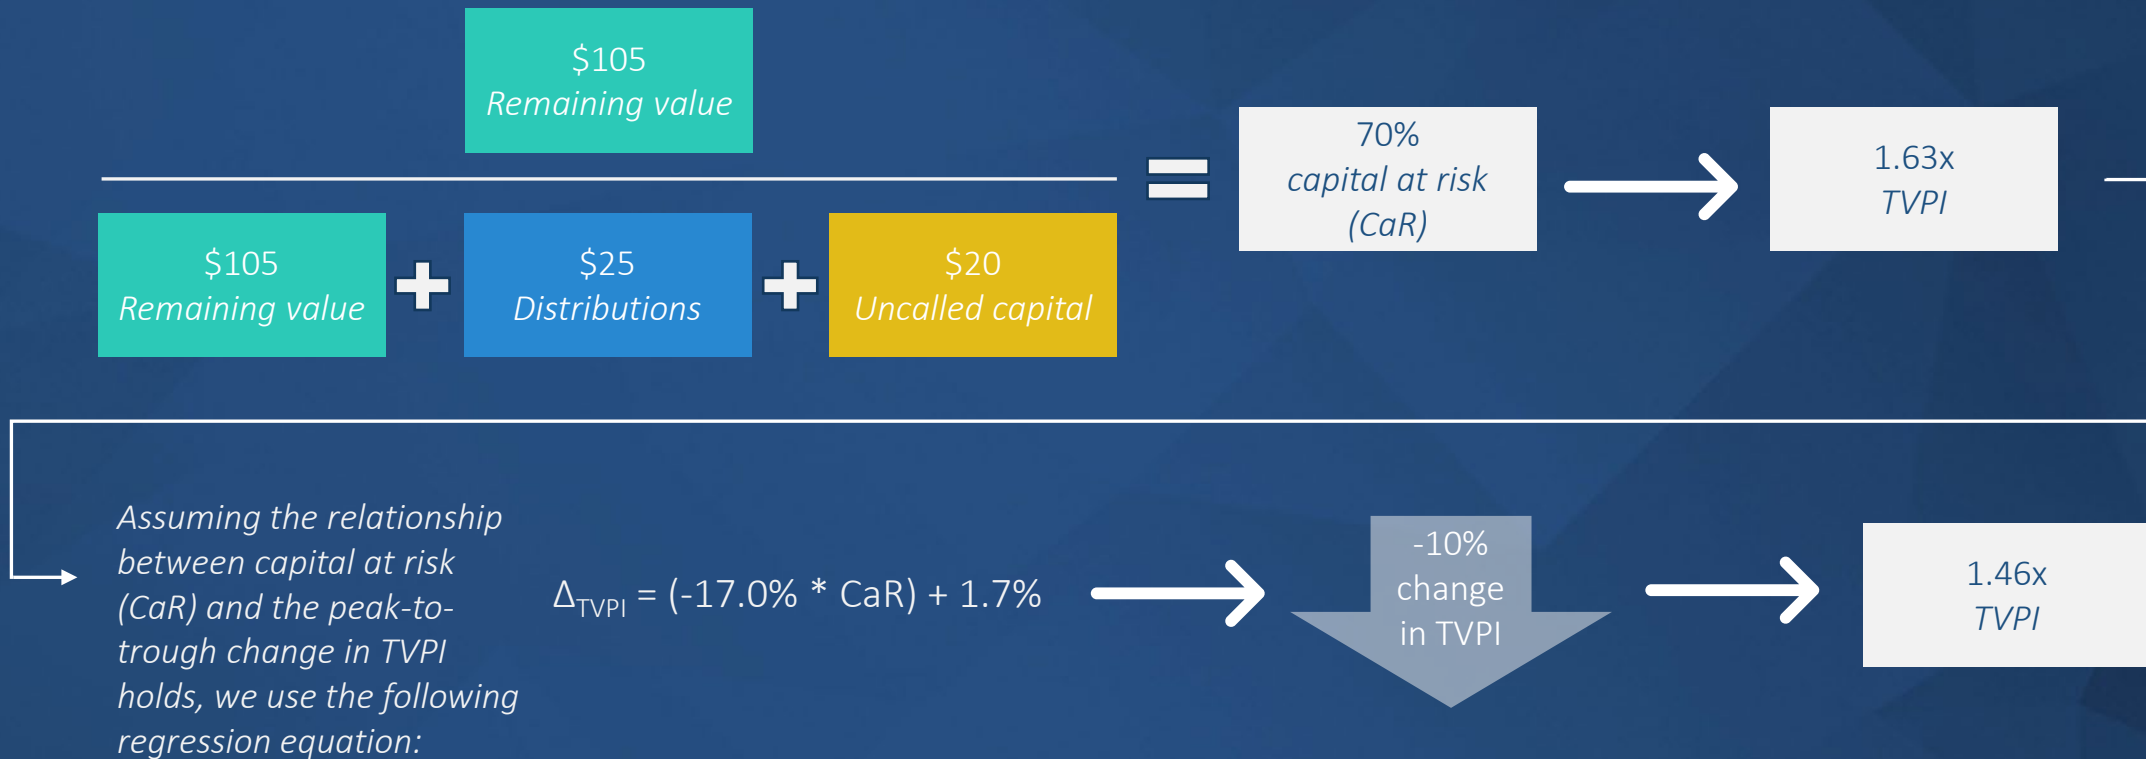 $105
Remaining value
$105
Remaining value
$25
Distributions
$20
Uncalled capital
70%
capital at risk
(CaR)
1.63x
TVPI
Assuming the relationship
between capital at risk
(CaR) and the peak-to-
trough change in TVPI
holds, we use the following
regression equation:
ΔTVPI = (-17.0% * CaR) + 1.7%
-10%
change
in TVPI
1.46x
TVPI